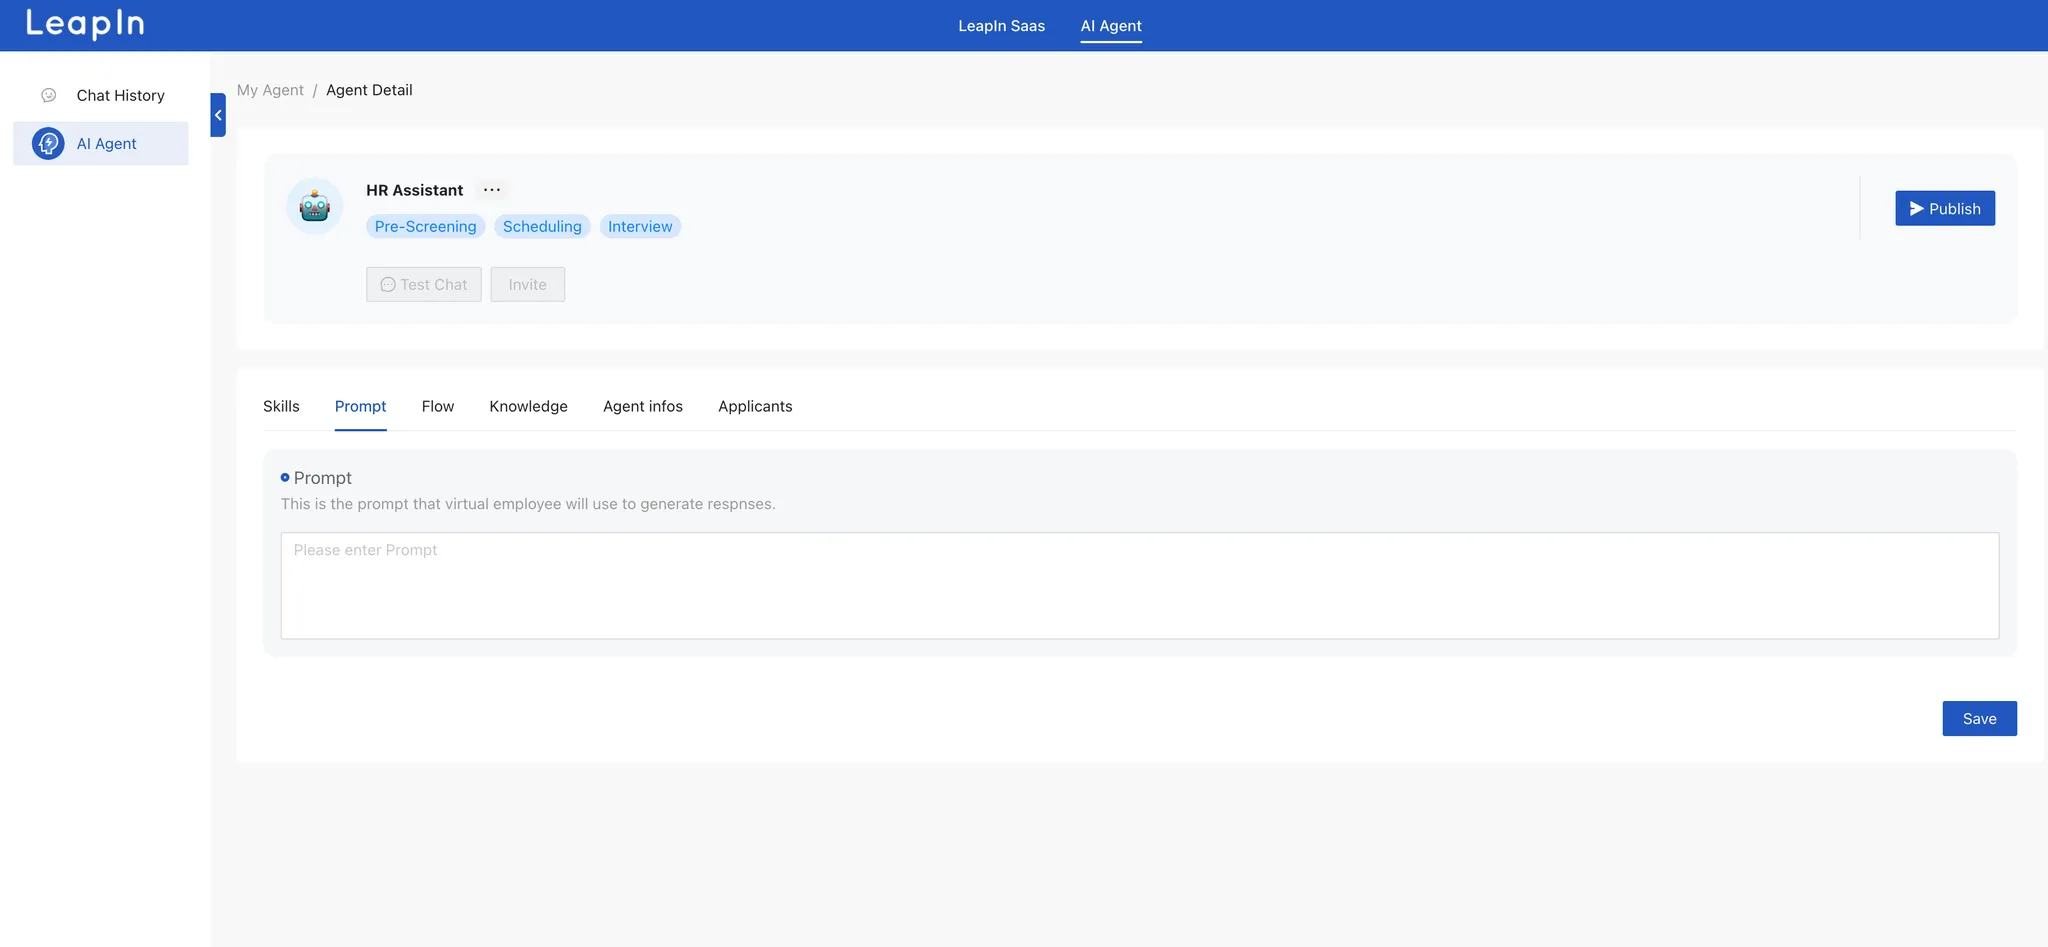 LeapIn
LeapIn Saas
AI Agent
Chat History
AI Agent
My Agent / Agent Detail
HR Assistant ···
Pre-Screening Scheduling Interview
Publish
Test Chat Invite
Skills Prompt Flow Knowledge Agent infos Applicants
Prompt
This is the prompt that virtual employee will use to generate respnses.
Please enter Prompt
Save